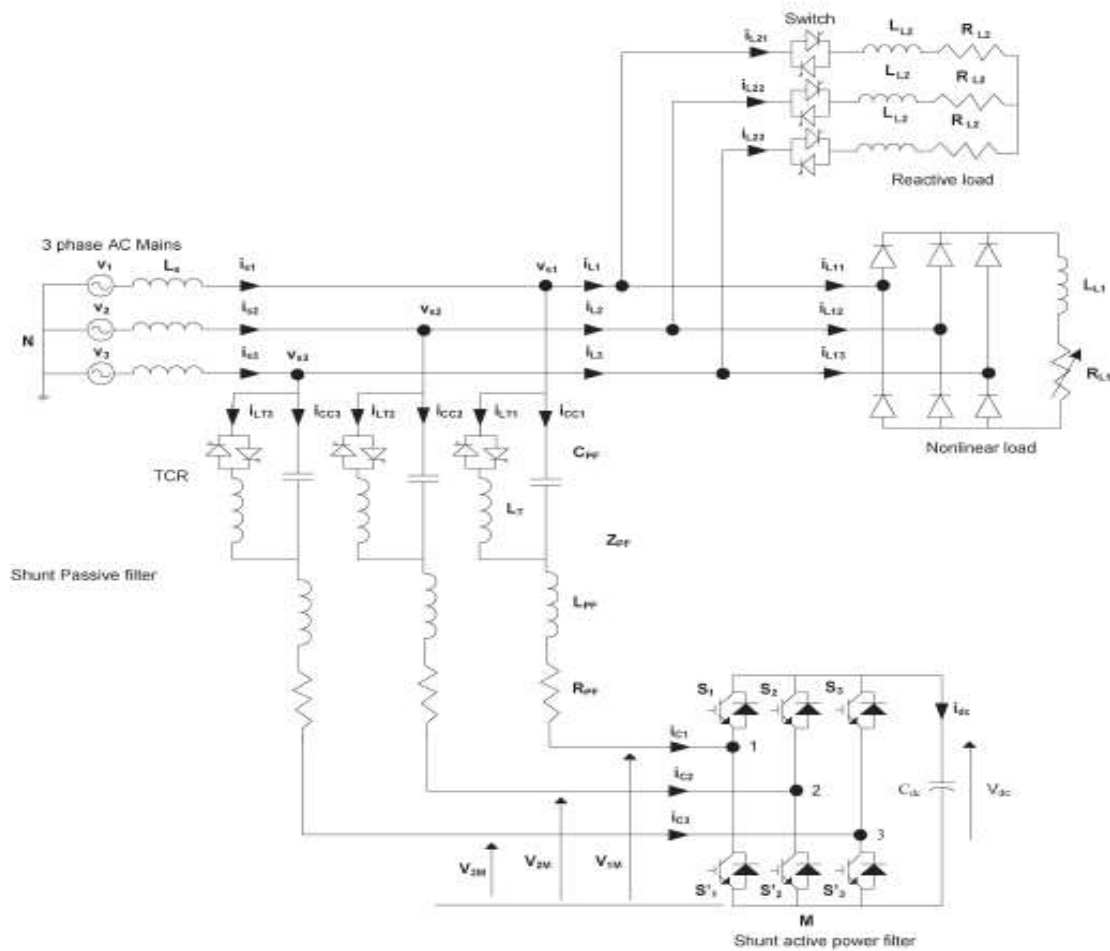 Switch
iL21 LL2 RL2
iL22 LL2 RL2
iL23 LL2 RL2
Reactive load
3 phase AC Mains
v1 Ls is1 vs1 iL1 iL11
LL1
N v2 is2 vs2 iL2 iL12
v3 is3 vs3 iL3 iL13
RL1
iLT3 iCC3 iLT2 iCC2 iLT1 iCC1
Nonlinear load
TCR CPF
LT
ZPF
Shunt Passive filter
LPF
RPF
S1 S2 S3
idc
iC1 1
iC2 2 Cdc Vdc
iC3 3
V3M V2M V1M
S'1 S'2 S'3
M
Shunt active power filter